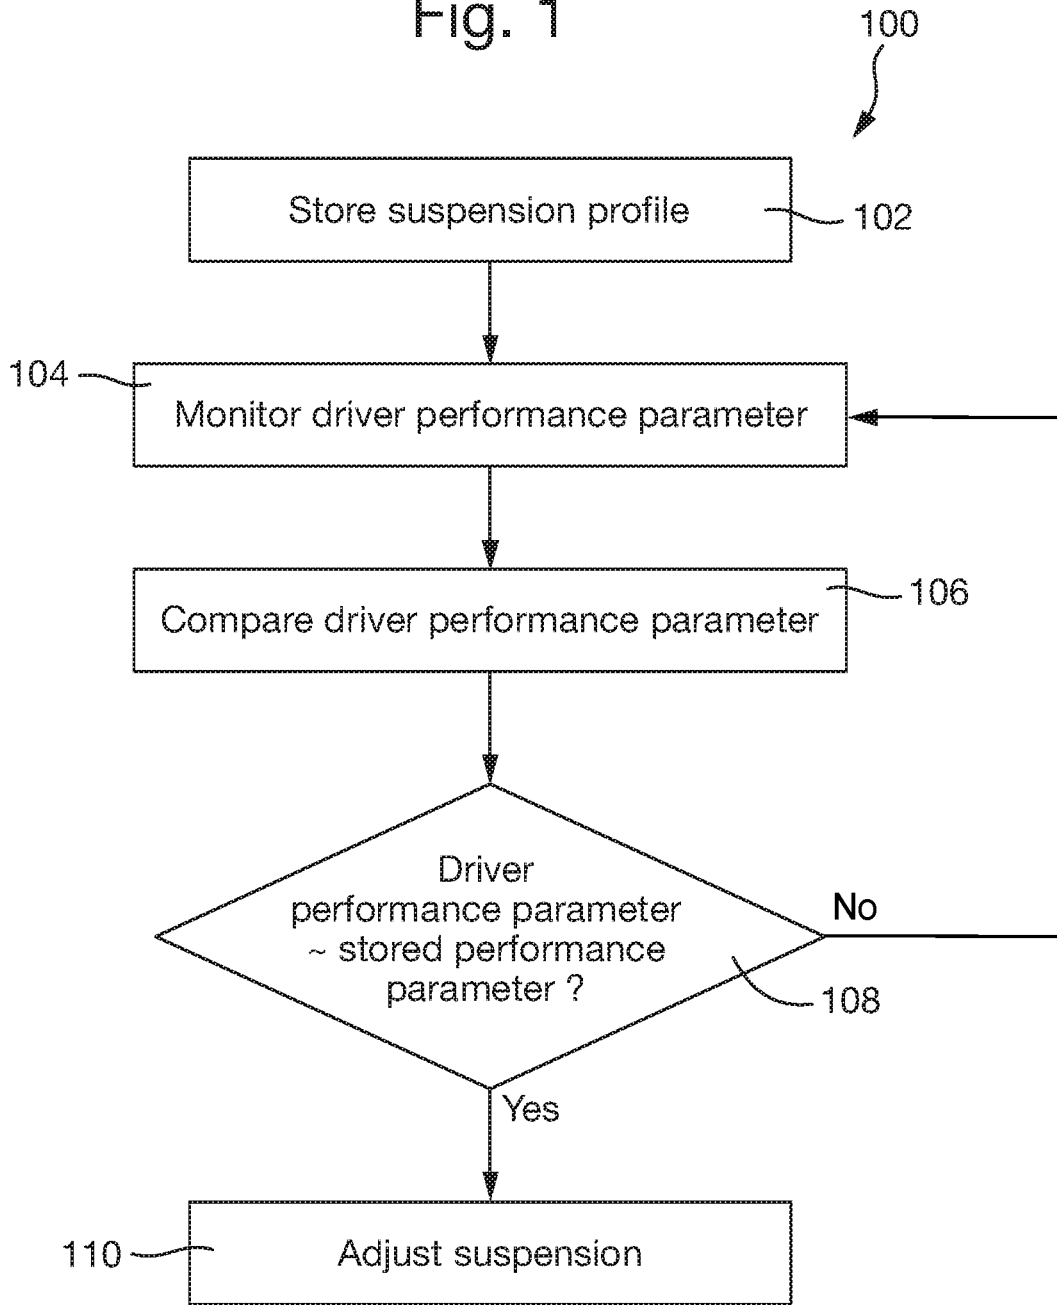 Fig. 1
100
Store suspension profile
102
104
Monitor driver performance parameter
106
Compare driver performance parameter
Driver
performance parameter
~ stored performance
parameter ?
No
108
Yes
110
Adjust suspension